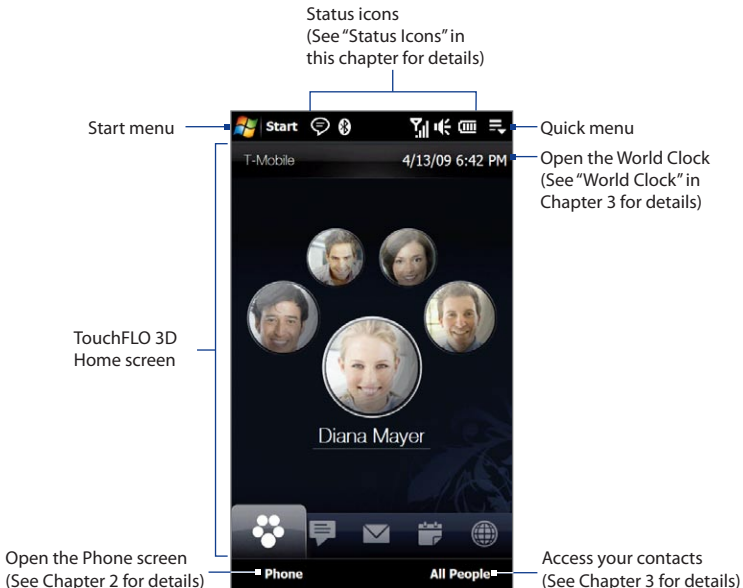 Status icons
(See “Status Icons” in
this chapter for details)
Start menu
Start
Quick menu
T-Mobile
4/13/09 6:42 PM
Open the World Clock
(See “World Clock” in
Chapter 3 for details)
TouchFLO 3D
Home screen
Diana Mayer
Open the Phone screen
(See Chapter 2 for details)
Phone
All People
Access your contacts
(See Chapter 3 for details)